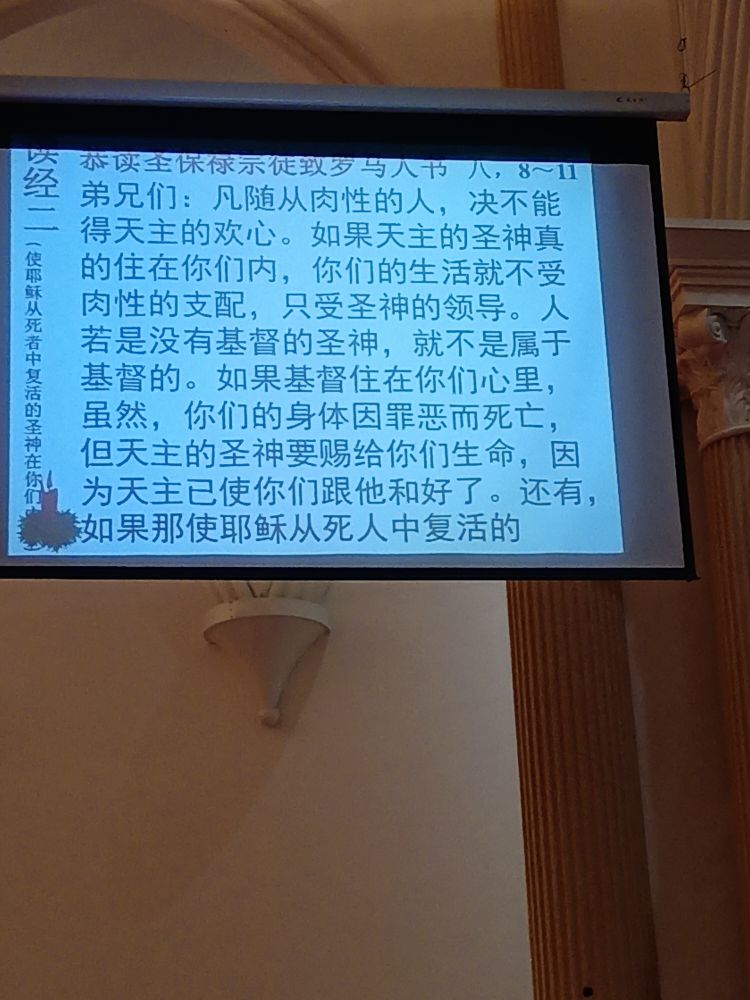 读经二
（使耶稣从死者中复活的圣神在你们
恭读圣保禄宗徒致罗马人书 八，8～11
弟兄们：凡随从肉性的人，决不能
得天主的欢心。如果天主的圣神真
的住在你们内，你们的生活就不受
肉性的支配，只受圣神的领导。人
若是没有基督的圣神，就不是属于
基督的。如果基督住在你们心里，
虽然，你们的身体因罪恶而死亡，
但天主的圣神要赐给你们生命，因
为天主已使你们跟他和好了。还有，
如果那使耶稣从死人中复活的